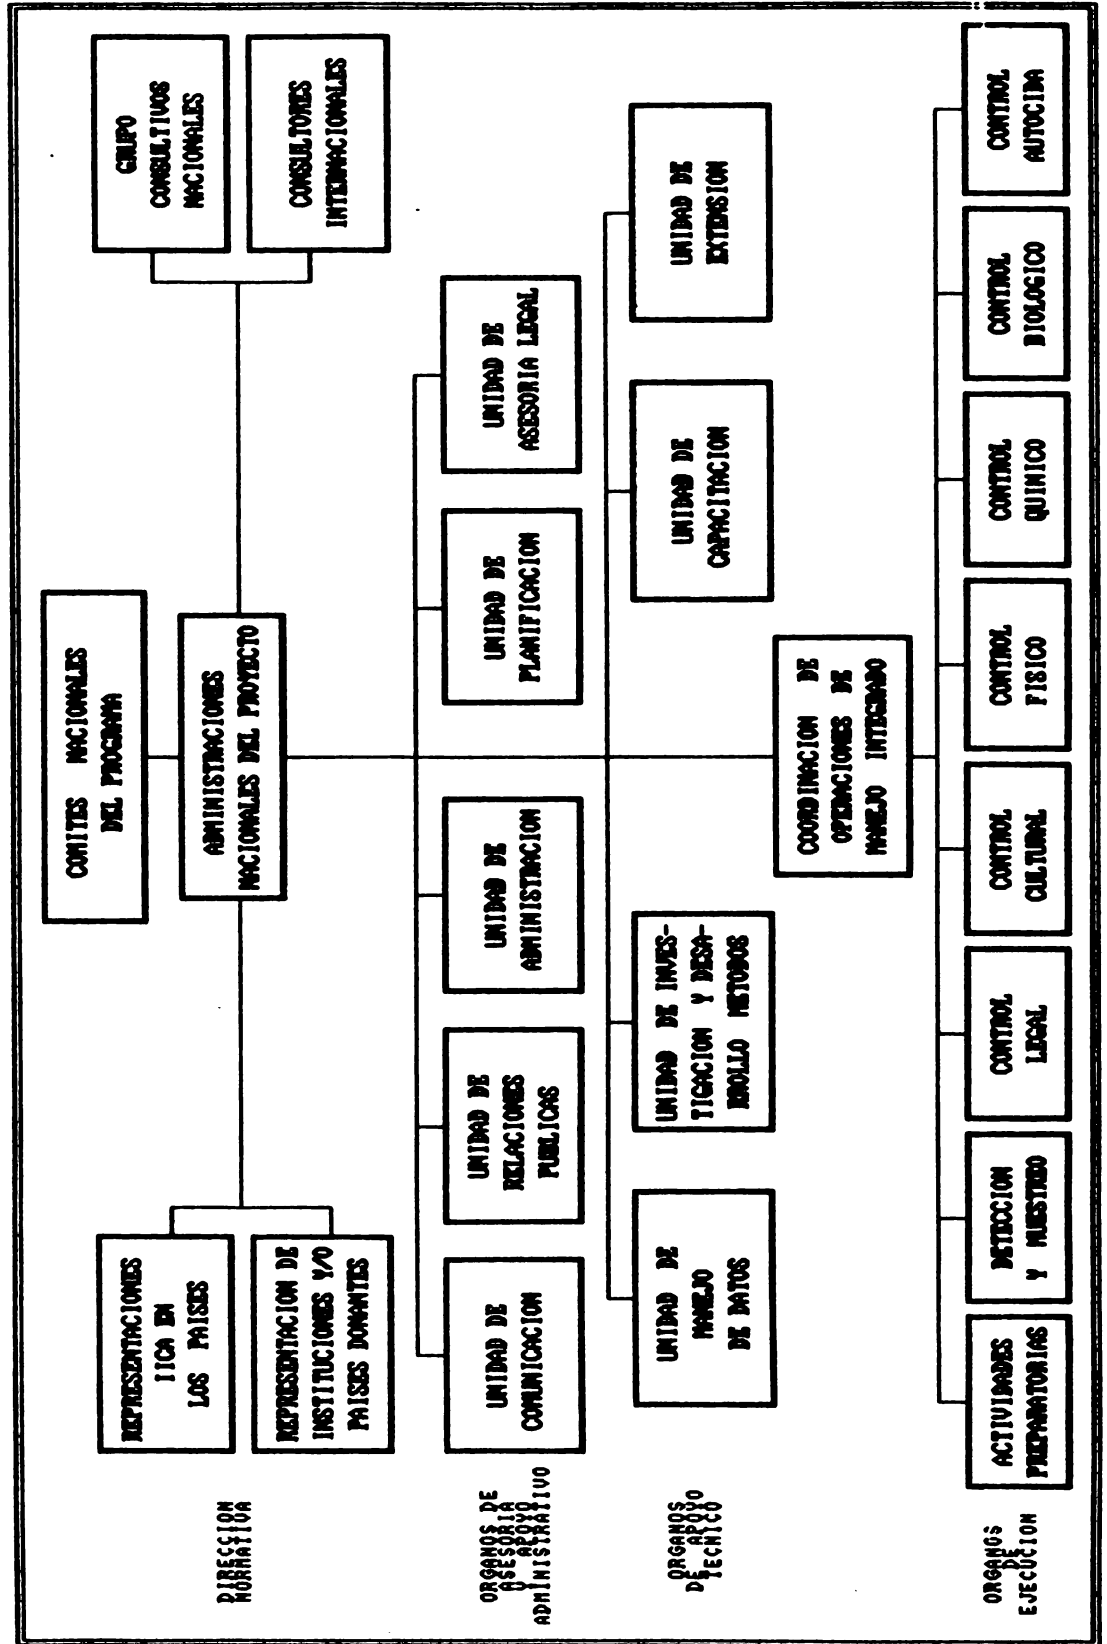 COMITES NACIONALES
DEL PROGRAMA
ADMINISTRACIONES
NACIONALES DEL PROYECTO
DIRECCION
NORMATIVA
REPRESENTACIONES
IICA EN
LOS PAISES
REPRESENTACION DE
INSTITUCIONES Y/O
PAISES DONANTES
GRUPO
CONSULTIVOS
NACIONALES
CONSULTORES
INTERNACIONALES
ORGANOS DE
ASESORIA
Y APOYO
ADMINISTRATIVO
UNIDAD DE
COMUNICACION
UNIDAD DE
RELACIONES
PUBLICAS
UNIDAD DE
ADMINISTRACION
UNIDAD DE
PLANIFICACION
UNIDAD DE
ASESORIA LEGAL
ORGANOS
DE APOYO
TECNICO
UNIDAD DE
MANEJO
DE DATOS
UNIDAD DE INVES-
TIGACION Y DESA-
RROLLO METODOS
UNIDAD DE
CAPACITACION
UNIDAD DE
EXTENSION
COORDINACION DE
OPERACIONES DE
MANEJO INTEGRADO
ORGANOS
DE
EJECUCION
ACTIVIDADES
PREPARATORIAS
DETECCION
Y MUESTREO
CONTROL
LEGAL
CONTROL
CULTURAL
CONTROL
FISICO
CONTROL
QUINICO
CONTROL
BIOLOGICO
CONTROL
AUTOCIDA